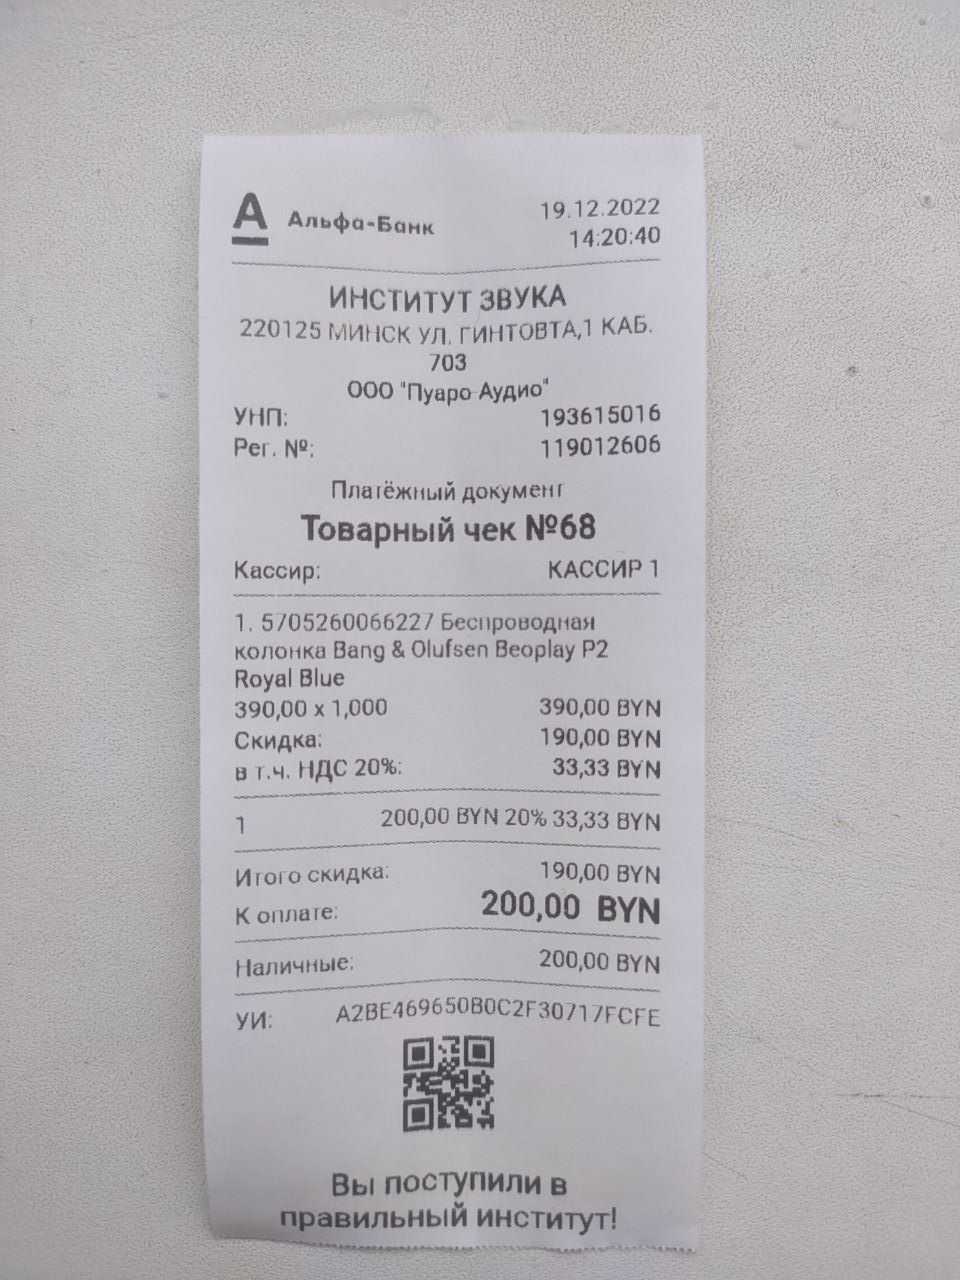 А Альфа-Банк 19.12.2022
14:20:40
ИНСТИТУТ ЗВУКА
220125 МИНСК УЛ. ГИНТОВТА,1 КАБ.
703
ООО "Пуаро Аудио"
УНП: 193615016
Рег. №: 119012606
Платёжный документ
Товарный чек №68
Кассир: КАССИР 1
1. 5705260066227 Беспроводная
колонка Bang & Olufsen Beoplay P2
Royal Blue
390,00 x 1,000 390,00 BYN
Скидка: 190,00 BYN
в т.ч. НДС 20%: 33,33 BYN
1 200,00 BYN 20% 33,33 BYN
Итого скидка: 190,00 BYN
К оплате: 200,00 BYN
Наличные: 200,00 BYN
УИ: A2BE469650B0C2F30717FCFE
Вы поступили в
правильный институт!